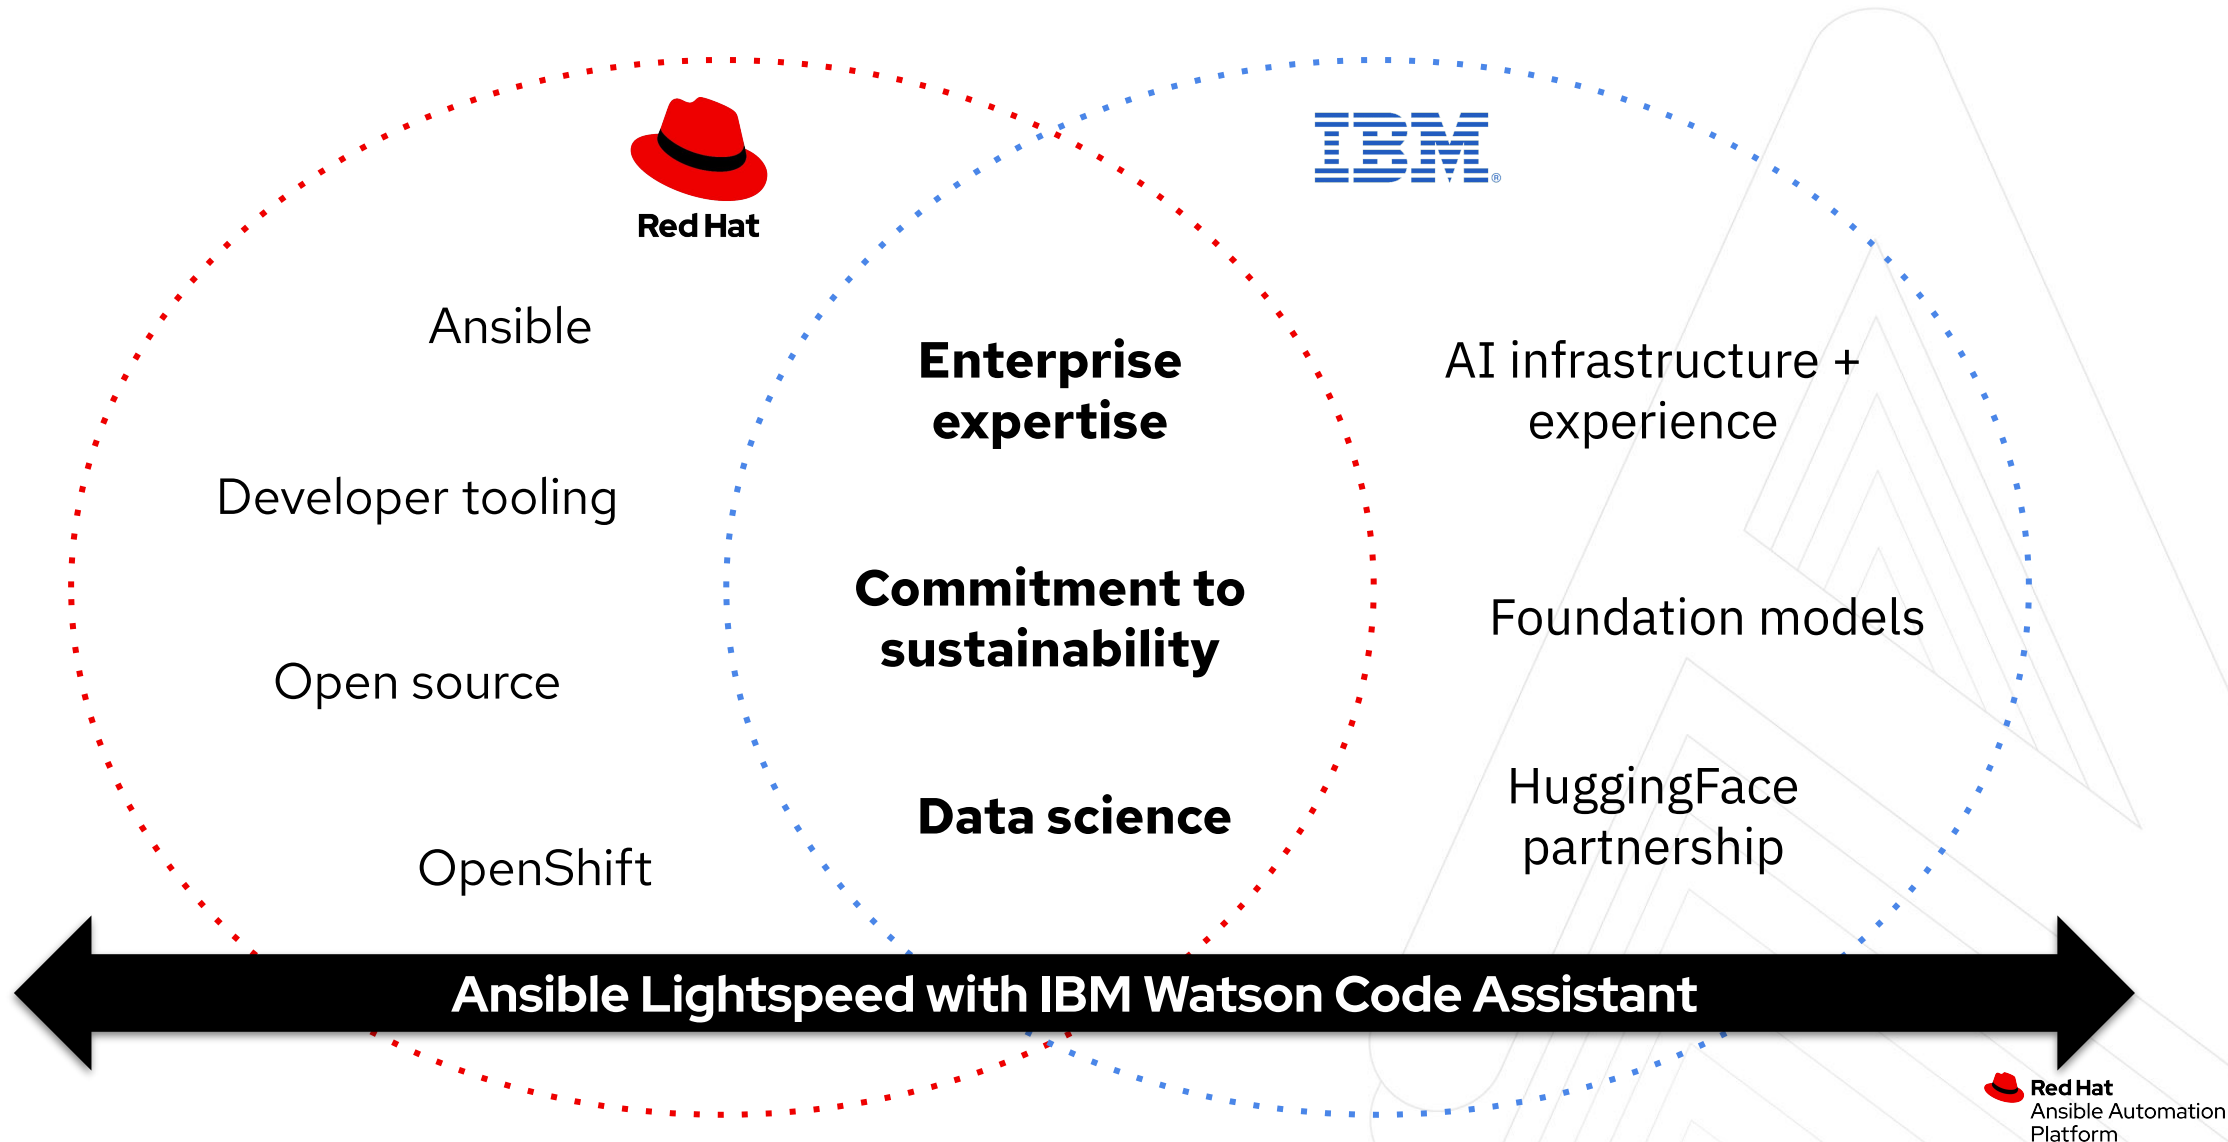 Red Hat
IBM®
Ansible
Developer tooling
Open source
OpenShift
Enterprise
expertise
Commitment to
sustainability
Data science
AI infrastructure +
experience
Foundation models
HuggingFace
partnership
Ansible Lightspeed with IBM Watson Code Assistant
Red Hat
Ansible Automation
Platform